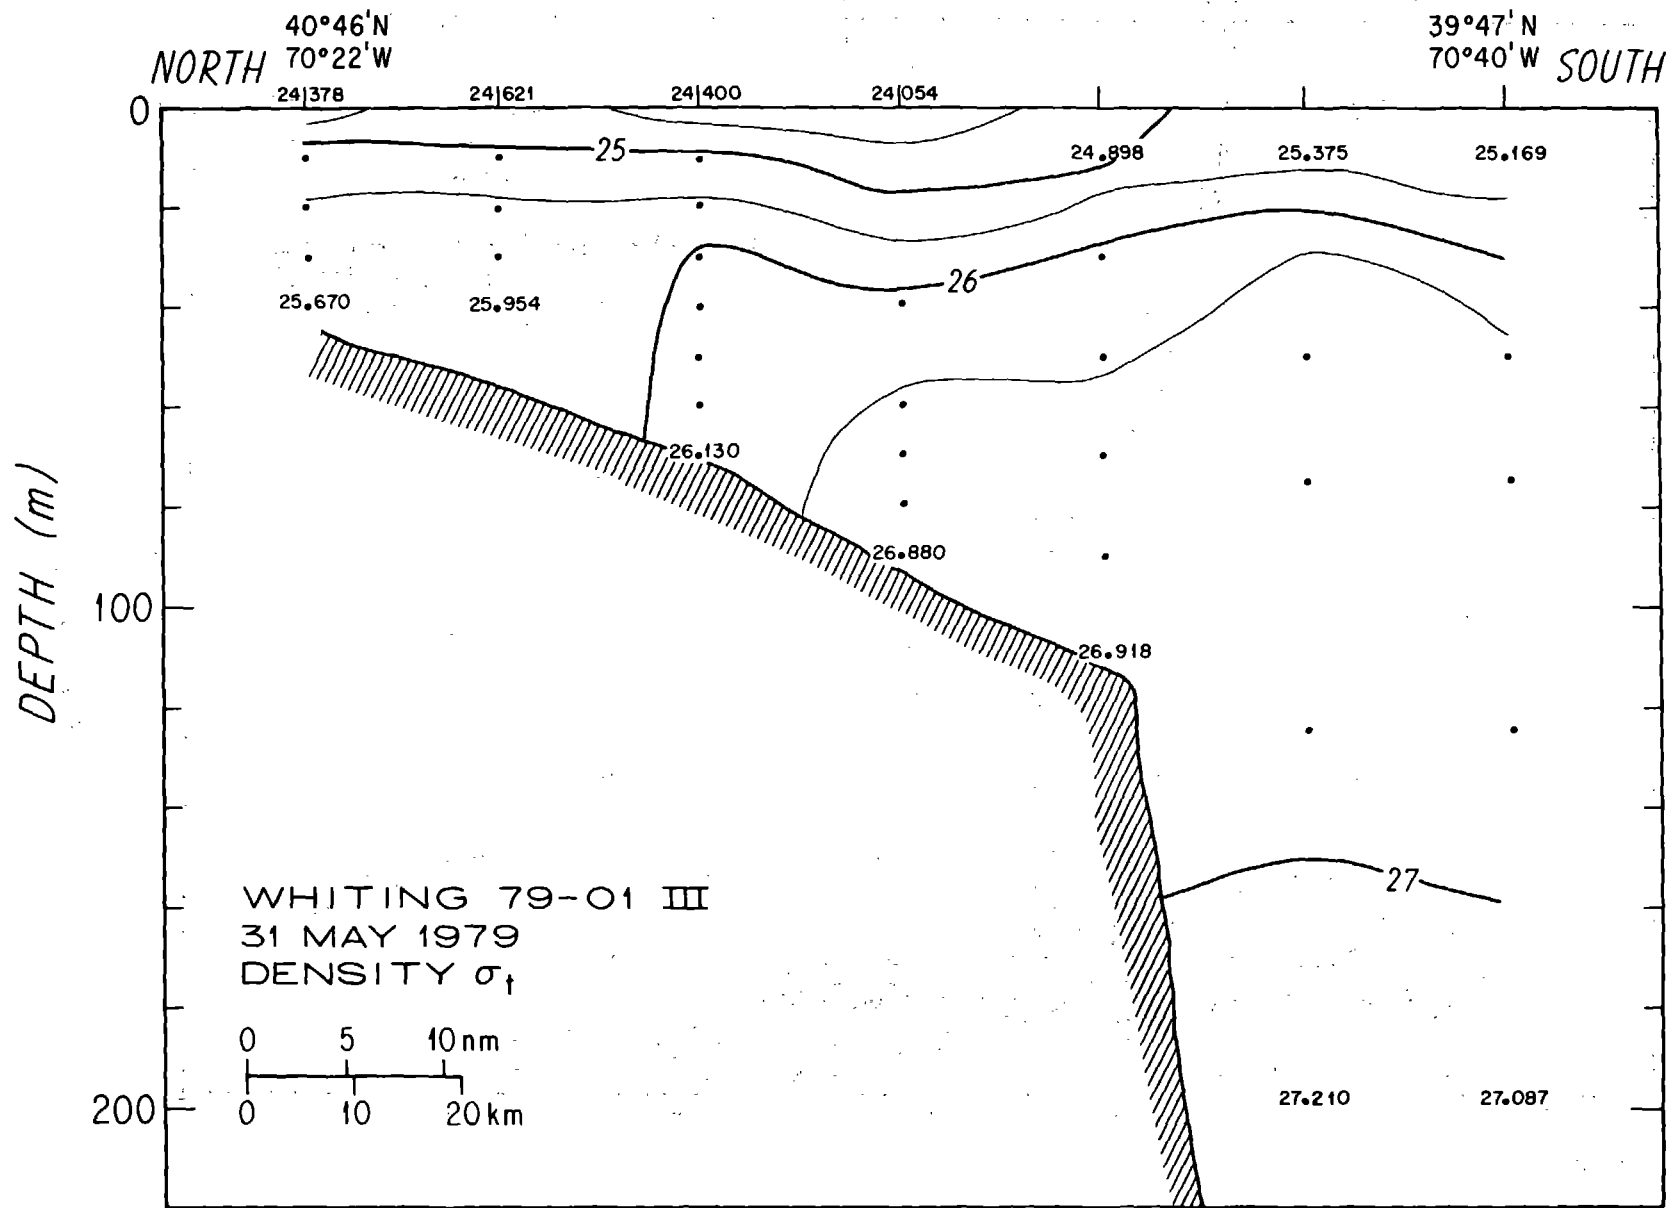 40°46'N 39°47'N
NORTH 70°22'W 70°40'W SOUTH
24|378 24|621 24|400 24|054
0
25 24.898 25.375 25.169
26
25.670 25.954
26.130
26.880
DEPTH (m)
100
26.918
27
WHITING 79-01 III
31 MAY 1979
DENSITY σt
0 5 10 nm
0 10 20 km
200 27.210 27.087